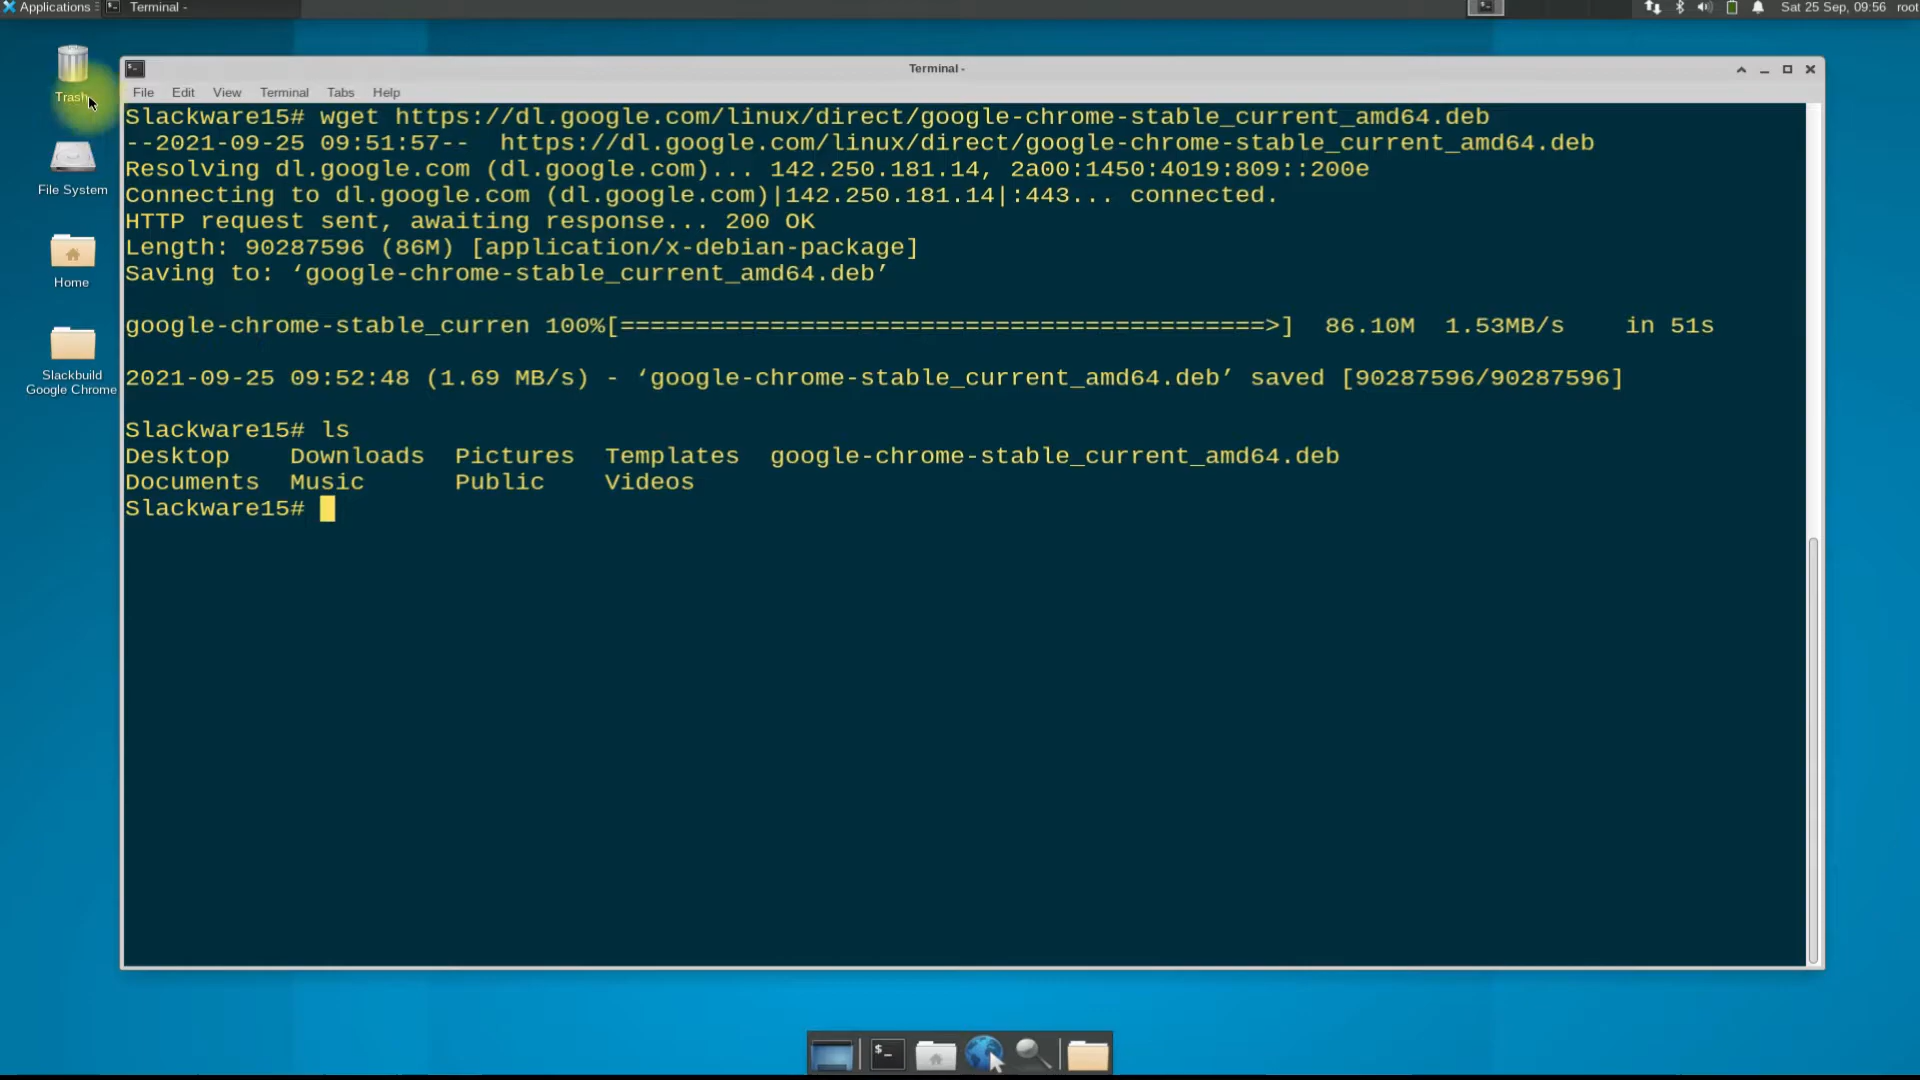 Applications
Terminal -
Sat 25 Sep, 09:56
root
Trash
File System
Home
Slackbuild
Google Chrome
Terminal -
File Edit View Terminal Tabs Help
Slackware15# wget https://dl.google.com/linux/direct/google-chrome-stable_current_amd64.deb
--2021-09-25 09:51:57--  https://dl.google.com/linux/direct/google-chrome-stable_current_amd64.deb
Resolving dl.google.com (dl.google.com)... 142.250.181.14, 2a00:1450:4019:809::200e
Connecting to dl.google.com (dl.google.com)|142.250.181.14|:443... connected.
HTTP request sent, awaiting response... 200 OK
Length: 90287596 (86M) [application/x-debian-package]
Saving to: ‘google-chrome-stable_current_amd64.deb’
google-chrome-stable_curren 100%[===========================================>]  86.10M  1.53MB/s    in 51s
2021-09-25 09:52:48 (1.69 MB/s) - ‘google-chrome-stable_current_amd64.deb’ saved [90287596/90287596]
Slackware15# ls
Desktop    Downloads  Pictures  Templates  google-chrome-stable_current_amd64.deb
Documents  Music      Public    Videos
Slackware15#